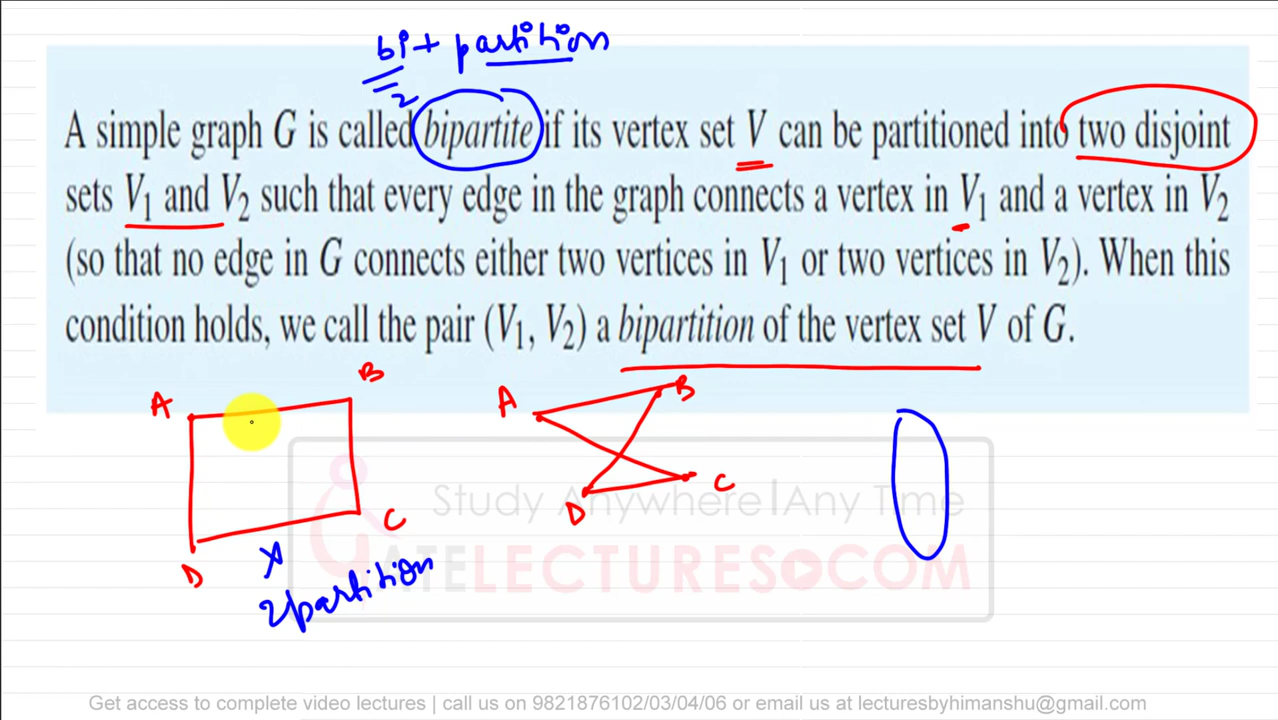 bi + partition
2
A simple graph G is called bipartite if its vertex set V can be partitioned into two disjoint
sets V₁ and V₂ such that every edge in the graph connects a vertex in V₁ and a vertex in V₂
(so that no edge in G connects either two vertices in V₁ or two vertices in V₂). When this
condition holds, we call the pair (V₁, V₂) a bipartition of the vertex set V of G.
A B A B
D C D C
2 partition
Study Anywhere | Any Time
GATELECTURES.COM
Get access to complete video lectures | call us on 9821876102/03/04/06 or email us at lecturesbyhimanshu@gmail.com